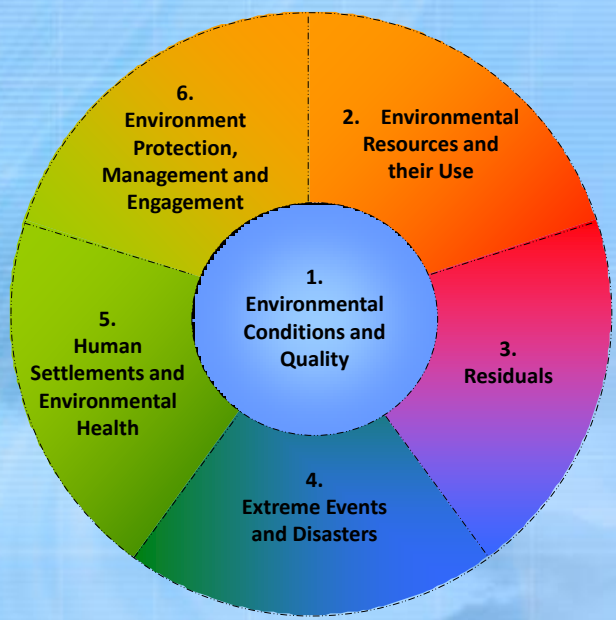 1.
Environmental
Conditions and
Quality
2. Environmental
Resources and
their Use
3.
Residuals
4.
Extreme Events
and Disasters
5.
Human
Settlements and
Environmental
Health
6.
Environment
Protection,
Management and
Engagement